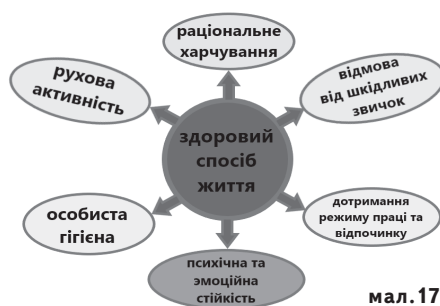 раціональне
харчування
рухова
активність
відмова
від шкідливих
звичок
здоровий
спосіб
життя
особиста
гігієна
дотримання
режиму праці та
відпочинку
психічна та
эмоційна
стійкість
мал.17